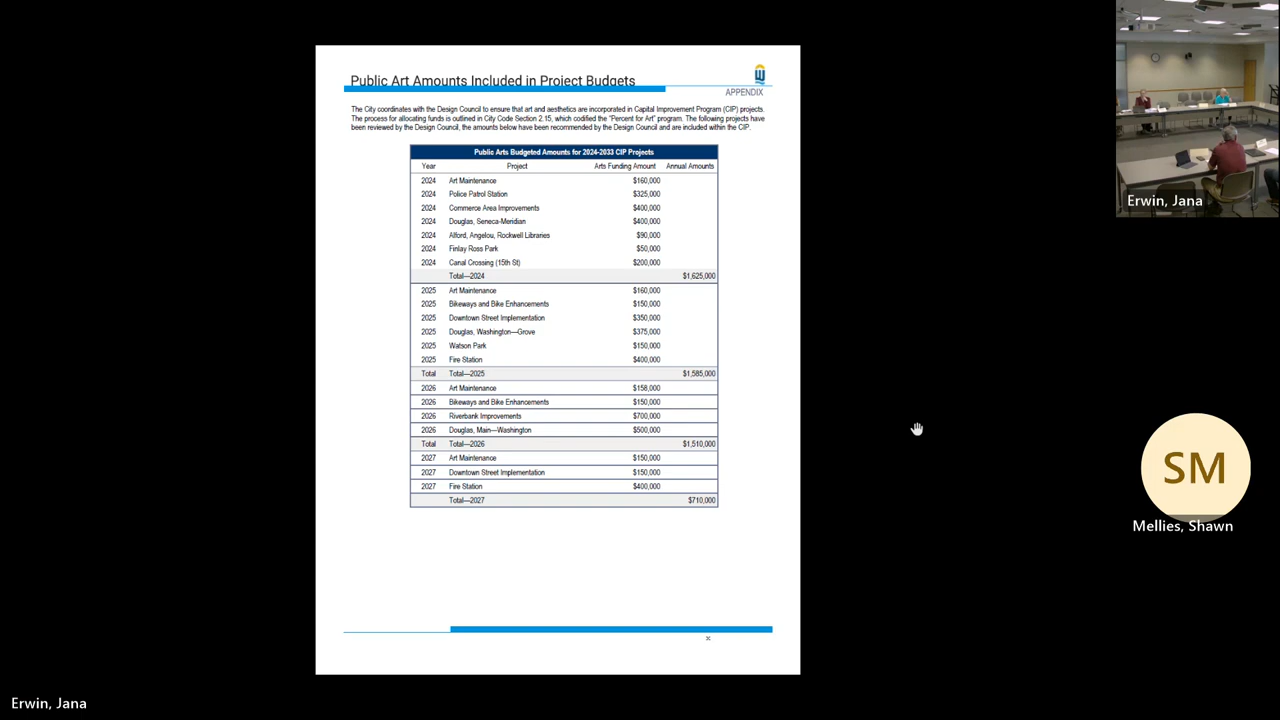 Public Art Amounts Included in Project Budgets
APPENDIX
The City coordinates with the Design Council to ensure that art and aesthetics are incorporated in Capital Improvement Program (CIP) projects.
The process for allocating funds is outlined in City Code Section 2.15, which codified the "Percent for Art" program. The following projects have
been reviewed by the Design Council, the amounts below have been recommended by the Design Council and are included within the CIP.
Public Arts Budgeted Amounts for 2024-2033 CIP Projects
Year Project Arts Funding Amount Annual Amounts
2024 Art Maintenance $160,000
2024 Police Patrol Station $325,000
2024 Commerce Area Improvements $400,000
2024 Douglas, Seneca-Meridian $400,000
2024 Alford, Angelou, Rockwell Libraries $90,000
2024 Finlay Ross Park $50,000
2024 Canal Crossing (15th St) $200,000
Total—2024 $1,625,000
2025 Art Maintenance $160,000
2025 Bikeways and Bike Enhancements $150,000
2025 Downtown Street Implementation $350,000
2025 Douglas, Washington—Grove $375,000
2025 Watson Park $150,000
2025 Fire Station $400,000
Total Total—2025 $1,585,000
2026 Art Maintenance $158,000
2026 Bikeways and Bike Enhancements $150,000
2026 Riverbank Improvements $700,000
2026 Douglas, Main—Washington $500,000
Total Total—2026 $1,510,000
2027 Art Maintenance $150,000
2027 Downtown Street Implementation $150,000
2027 Fire Station $400,000
Total—2027 $710,000
Erwin, Jana
SM
Mellies, Shawn
Erwin, Jana